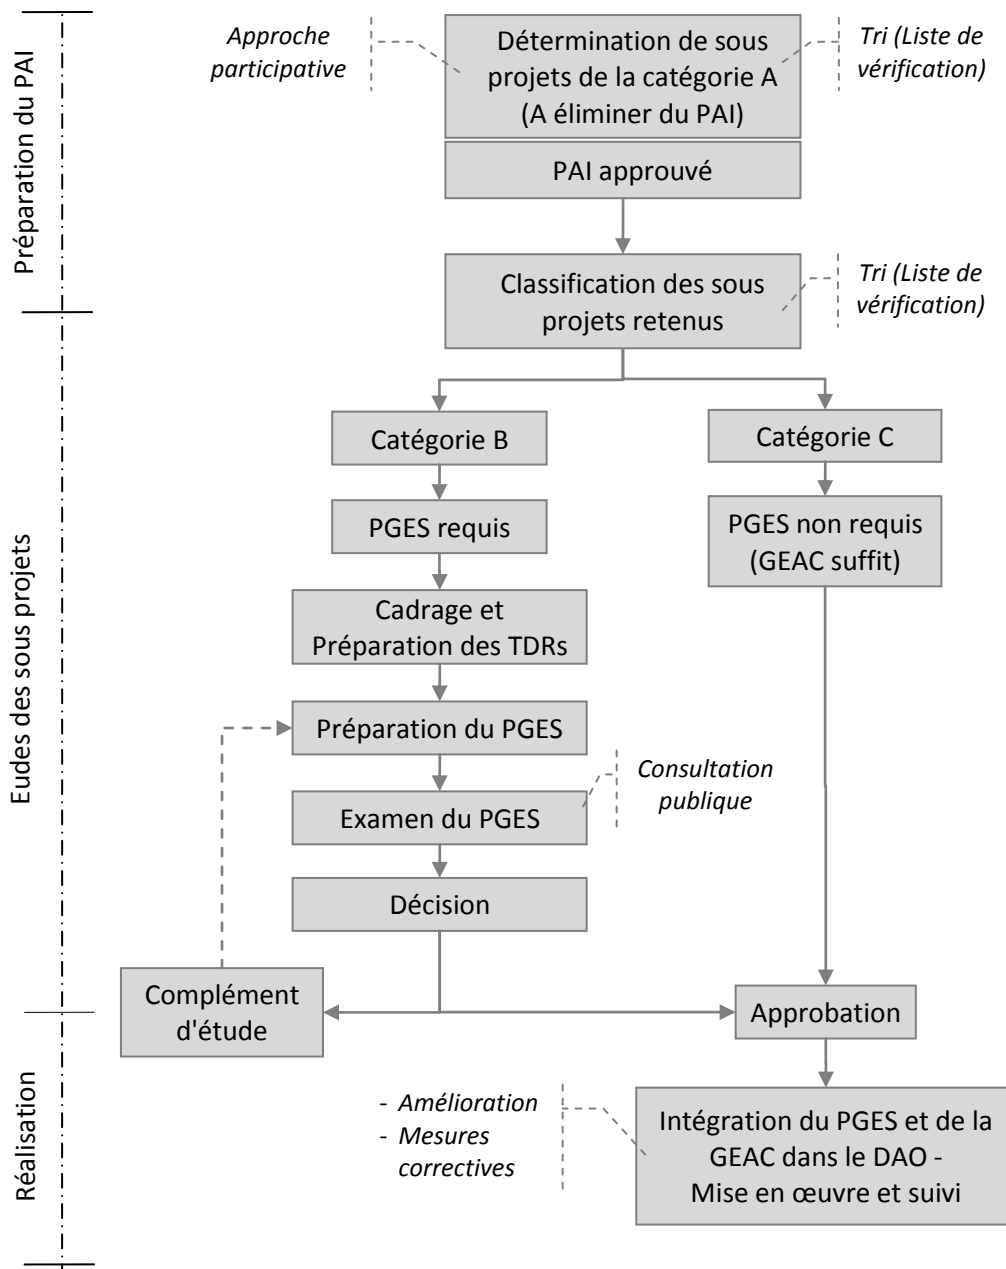 Préparation du PAI
Approche
participative
Détermination de sous
projets de la catégorie A
(A éliminer du PAI)
Tri (Liste de
vérification)
PAI approuvé
Classification des sous
projets retenus
Tri (Liste de
vérification)
Eudes des sous projets
Catégorie B
Catégorie C
PGES requis
PGES non requis
(GEAC suffit)
Cadrage et
Préparation des TDRs
Préparation du PGES
Consultation
publique
Examen du PGES
Décision
Complément
d'étude
Approbation
Réalisation
- Amélioration
- Mesures
correctives
Intégration du PGES et de la
GEAC dans le DAO -
Mise en œuvre et suivi